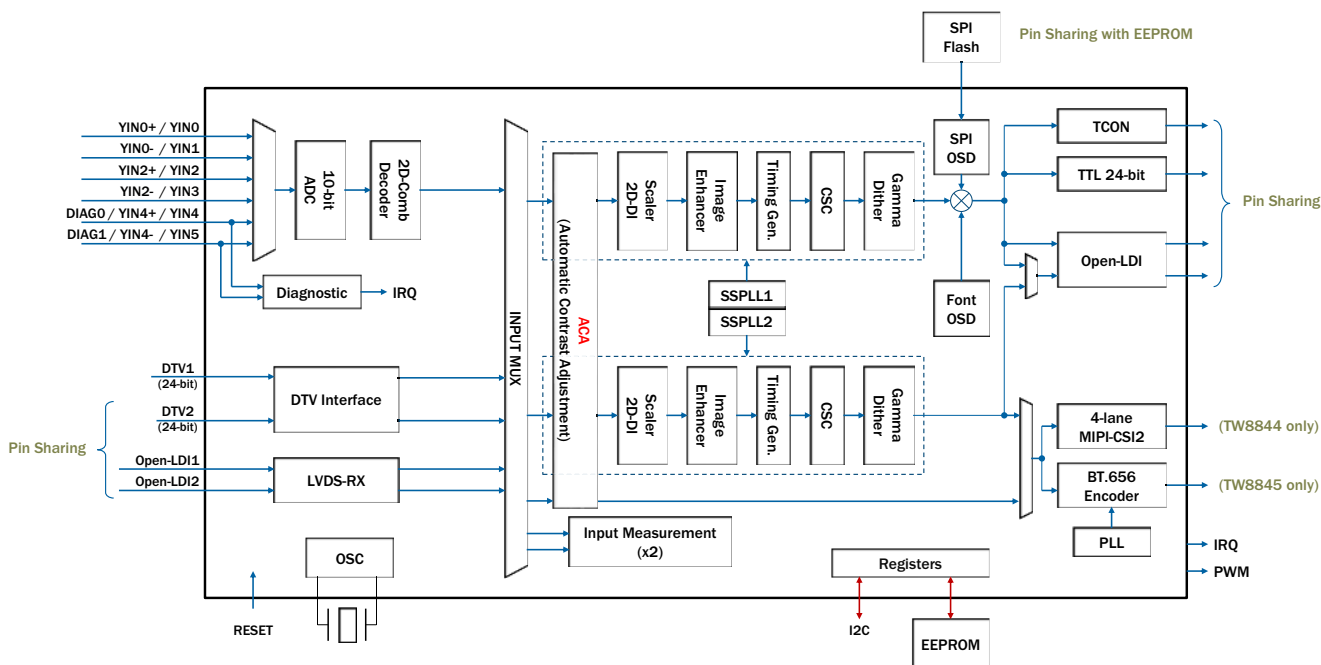 SPI
Flash
Pin Sharing with EEPROM
YIN0+ / YIN0
YIN0- / YIN1
YIN2+ / YIN2
YIN2- / YIN3
DIAG0 / YIN4+ / YIN4
DIAG1 / YIN4- / YIN5
10-bit
ADC
2D-Comb
Decoder
Diagnostic
IRQ
INPUT MUX
ACA
(Automatic Contrast Adjustment)
Scaler
2D-DI
Image
Enhancer
Timing Gen.
CSC
Gamma
Dither
SPI
OSD
Font
OSD
TCON
TTL 24-bit
Open-LDI
Pin Sharing
SSPLL1
SSPLL2
DTV1
(24-bit)
DTV2
(24-bit)
DTV Interface
Pin Sharing
Open-LDI1
Open-LDI2
LVDS-RX
Scaler
2D-DI
Image
Enhancer
Timing Gen.
CSC
Gamma
Dither
4-lane
MIPI-CSI2
(TW8844 only)
BT.656
Encoder
(TW8845 only)
PLL
Input Measurement
(x2)
OSC
Registers
IRQ
PWM
RESET
I2C
EEPROM